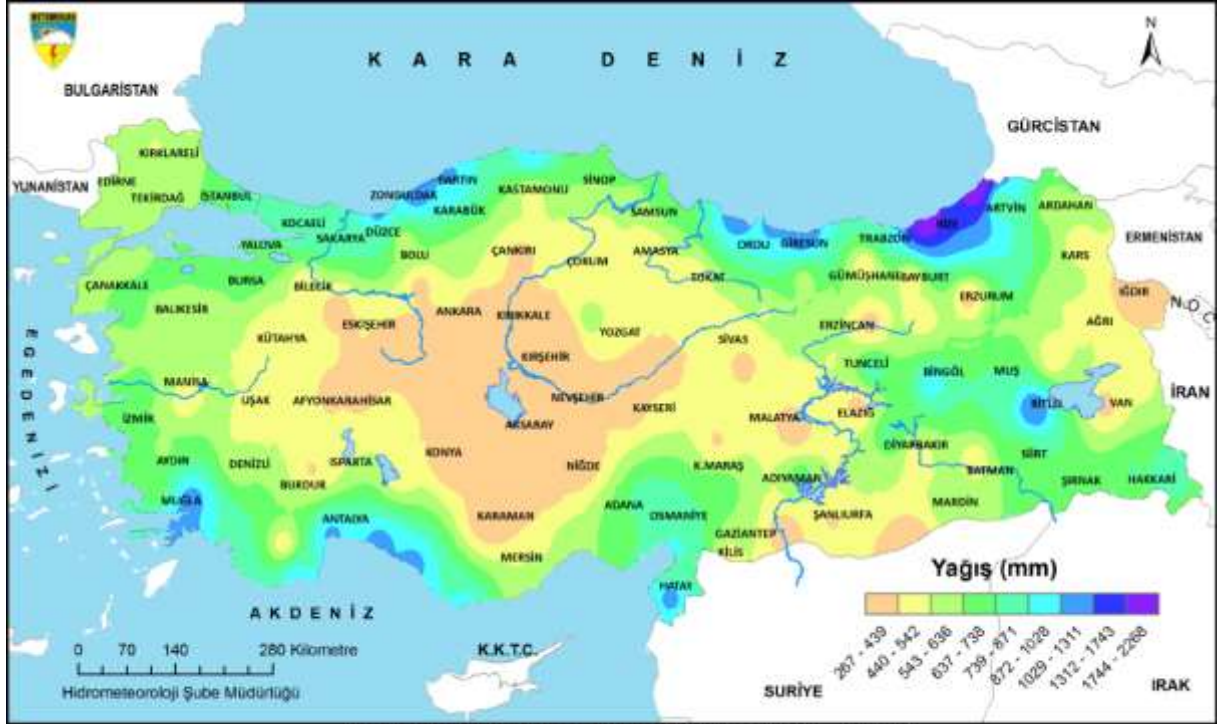 METEOROLOJİ
N
K A R A D E N İ Z
BULGARİSTAN
GÜRCİSTAN
KIRKLARELİ
YUNANİSTAN
EDİRNE
TEKİRDAĞ
İSTANBUL
KOCAELİ
YALOVA
SAKARYA
DÜZCE
ZONGULDAK
BARTIN
KARABÜK
KASTAMONU
SİNOP
SAMSUN
ORDU
GİRESUN
TRABZON
RİZE
ARTVİN
ARDAHAN
ERMENİSTAN
KARS
ÇANAKKALE
BALIKESİR
BURSA
BİLECİK
BOLU
ÇANKIRI
ÇORUM
AMASYA
TOKAT
GÜMÜŞHANE
BAYBURT
ERZURUM
IĞDIR
AĞRI
ESKİŞEHİR
ANKARA
KIRIKKALE
YOZGAT
SİVAS
ERZİNCAN
KÜTAHYA
KIRŞEHİR
TUNCELİ
BİNGÖL
MUŞ
İRAN
E G E D E N İ Z İ
MANİSA
UŞAK
AFYONKARAHİSAR
NEVŞEHİR
KAYSERİ
MALATYA
ELAZIĞ
BİTLİS
VAN
İZMİR
AKSARAY
AYDIN
DENİZLİ
ISPARTA
KONYA
NİĞDE
K.MARAŞ
ADIYAMAN
DİYARBAKIR
BATMAN
SİİRT
ŞIRNAK
HAKKARİ
MUĞLA
BURDUR
ANTALYA
KARAMAN
ADANA
OSMANİYE
GAZİANTEP
ŞANLIURFA
MARDİN
MERSİN
KİLİS
HATAY
A K D E N İ Z
K.K.T.C.
SURİYE
IRAK
0 70 140 280 Kilometre
Hidrometeoroloji Şube Müdürlüğü
Yağış (mm)
267 - 439
440 - 542
543 - 636
637 - 738
739 - 871
872 - 1028
1029 - 1311
1312 - 1743
1744 - 2268